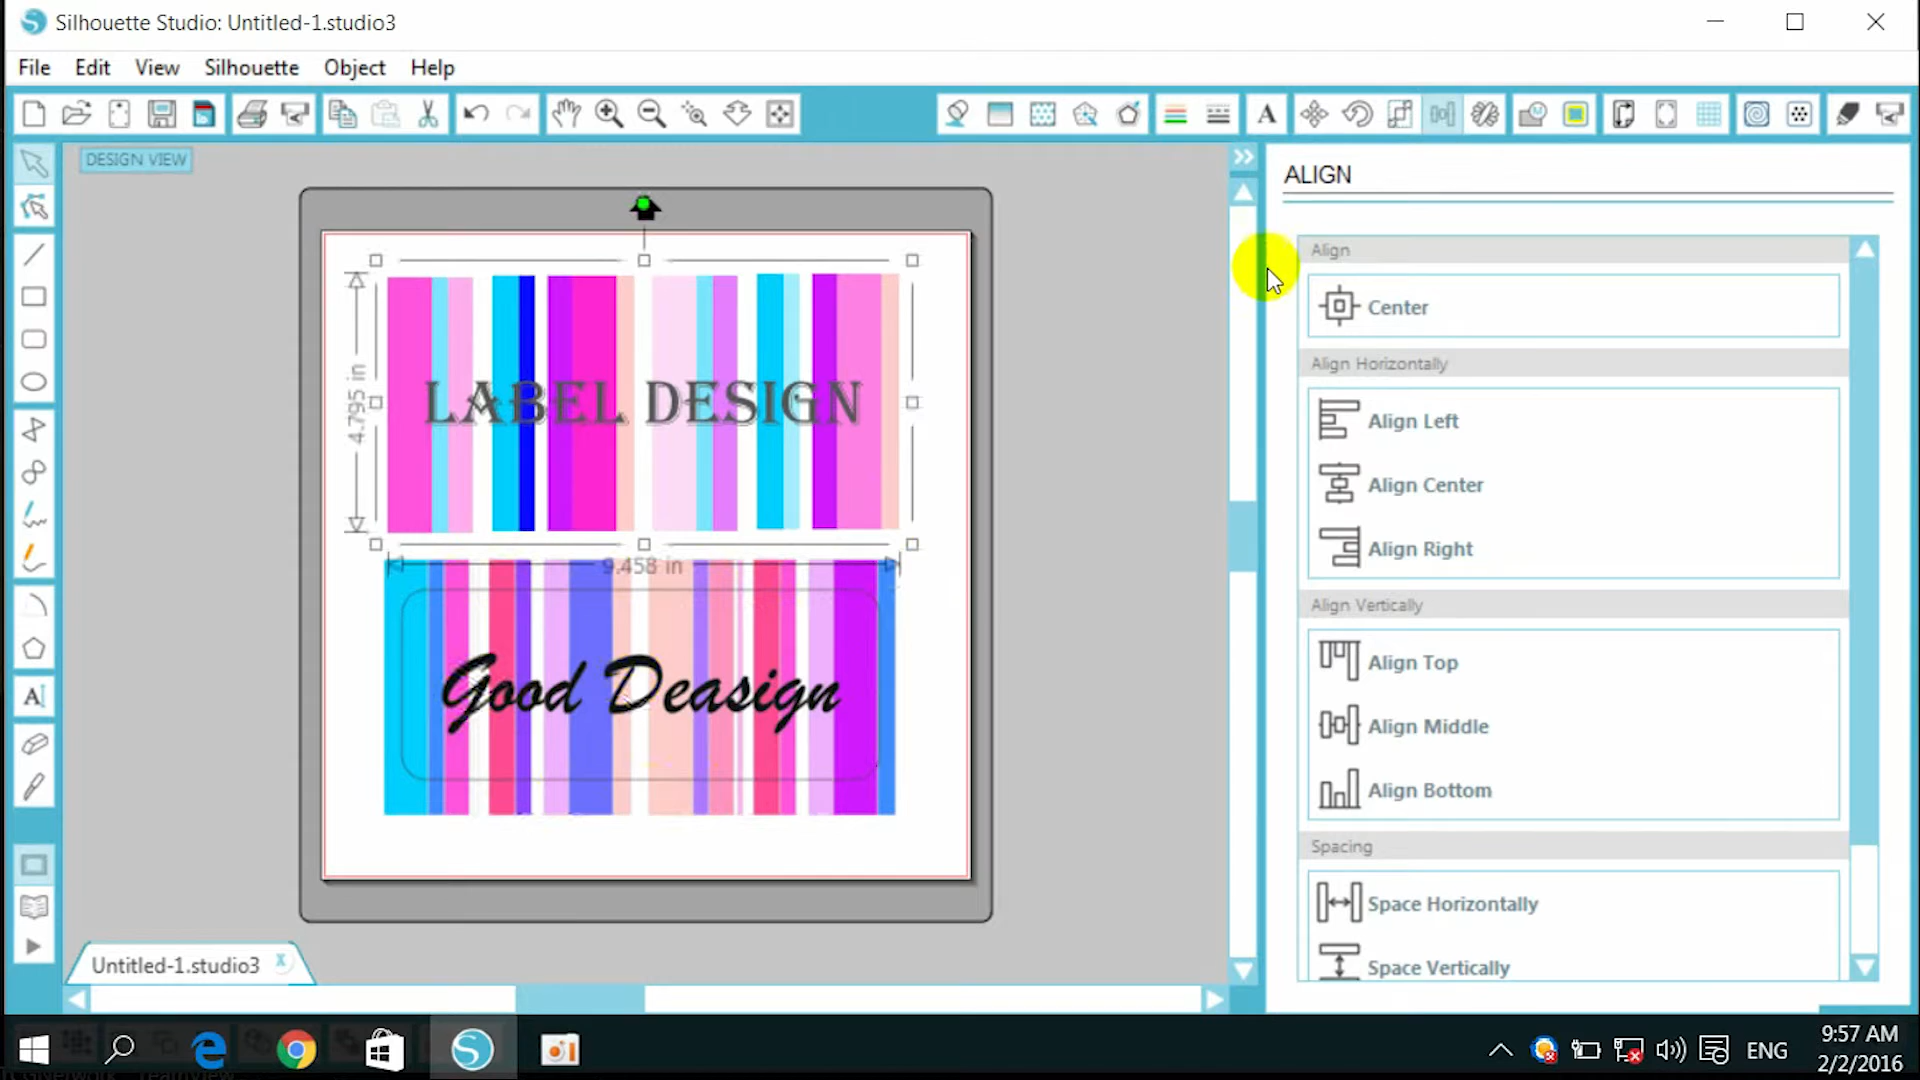 Silhouette Studio: Untitled-1.studio3
File Edit View Silhouette Object Help
DESIGN VIEW
ALIGN
Align
Center
Align Horizontally
Align Left
Align Center
Align Right
Align Vertically
Align Top
Align Middle
Align Bottom
Spacing
Space Horizontally
Space Vertically
4.795 in
LABEL DESIGN
9.458 in
Good Deasign
Untitled-1.studio3
ENG
9:57 AM
2/2/2016